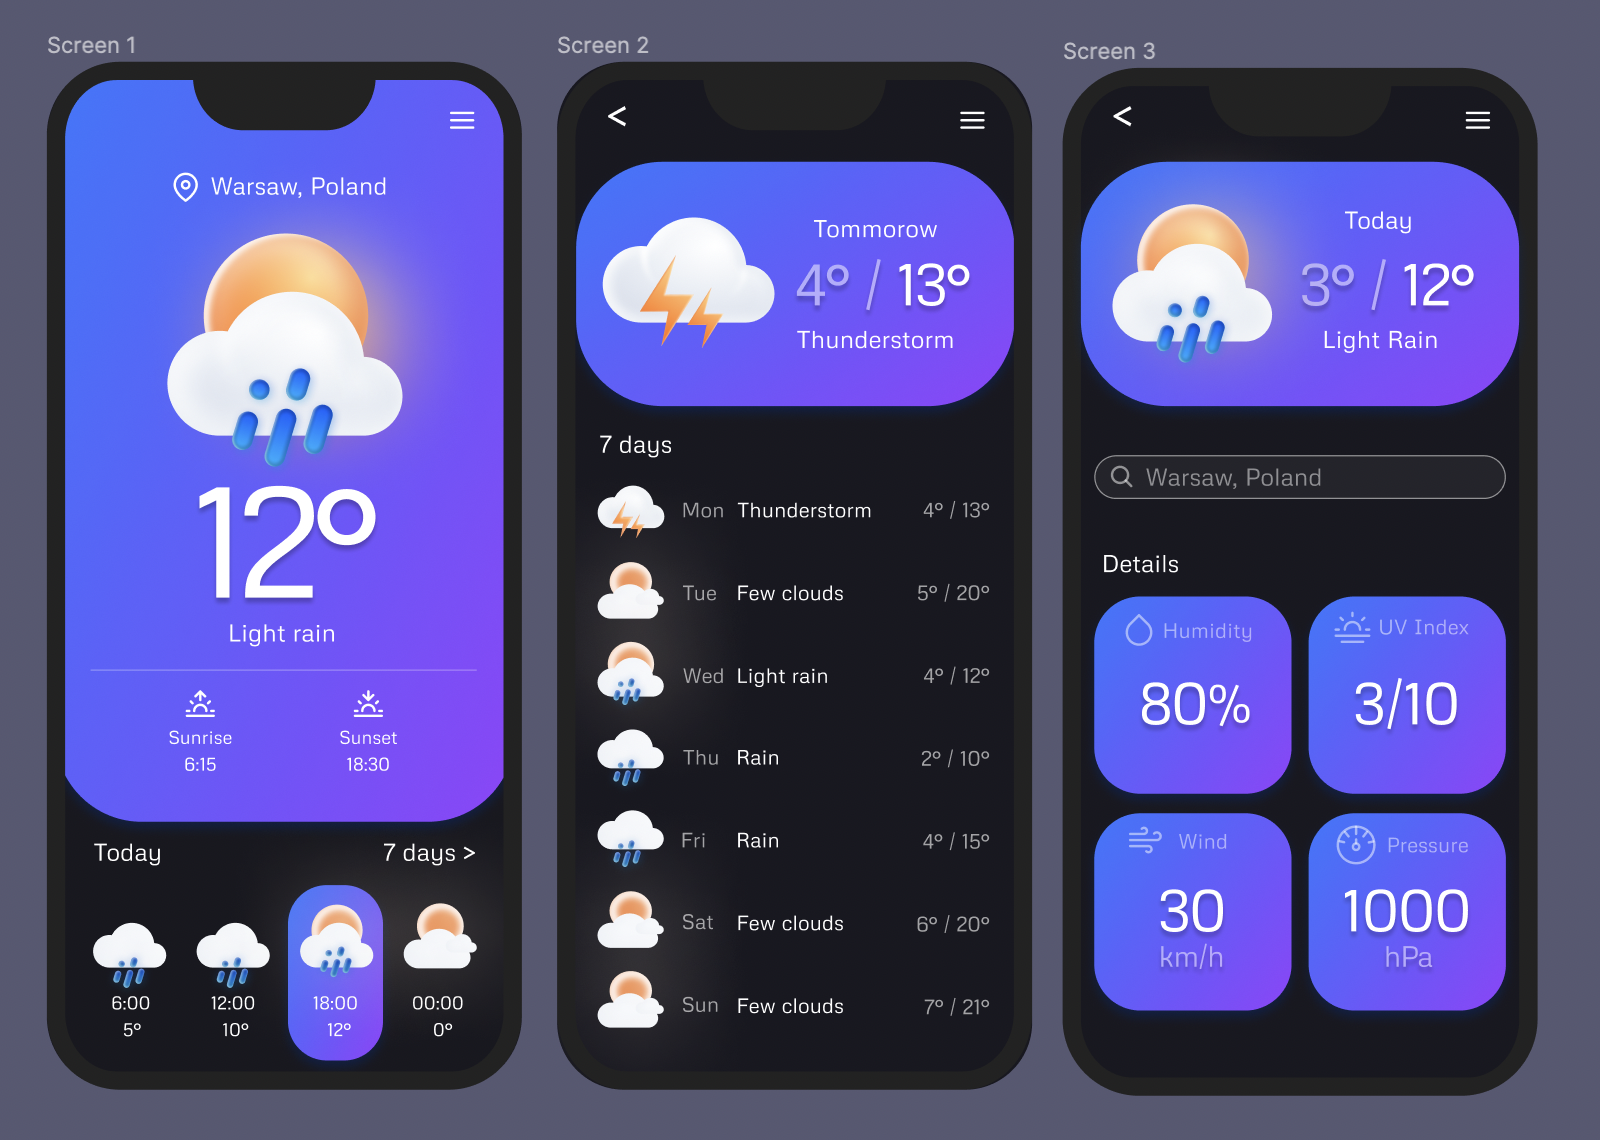 Screen 1
Warsaw, Poland
12°
Light rain
Sunrise
6:15
Sunset
18:30
Today
7 days >
6:00
5°
12:00
10°
18:00
12°
00:00
0°
Screen 2
<
Tommorow
4° / 13°
Thunderstorm
7 days
Mon Thunderstorm 4° / 13°
Tue Few clouds 5° / 20°
Wed Light rain 4° / 12°
Thu Rain 2° / 10°
Fri Rain 4° / 15°
Sat Few clouds 6° / 20°
Sun Few clouds 7° / 21°
Screen 3
<
Today
3° / 12°
Light Rain
Warsaw, Poland
Details
Humidity
80%
UV Index
3/10
Wind
30
km/h
Pressure
1000
hPa